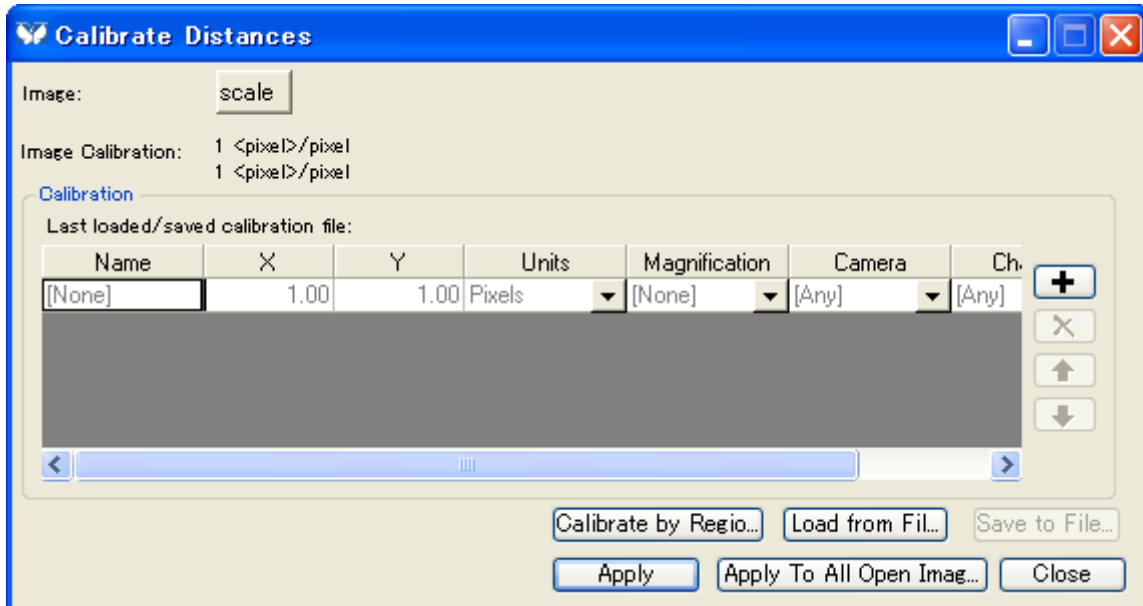 Calibrate Distances
Image: scale
Image Calibration: 1 <pixel>/pixel
1 <pixel>/pixel
Calibration
Last loaded/saved calibration file:
Name X Y Units Magnification Camera Ch
[None] 1.00 1.00 Pixels [None] [Any] [Any]
Calibrate by Regio... Load from Fil... Save to File...
Apply Apply To All Open Imag... Close